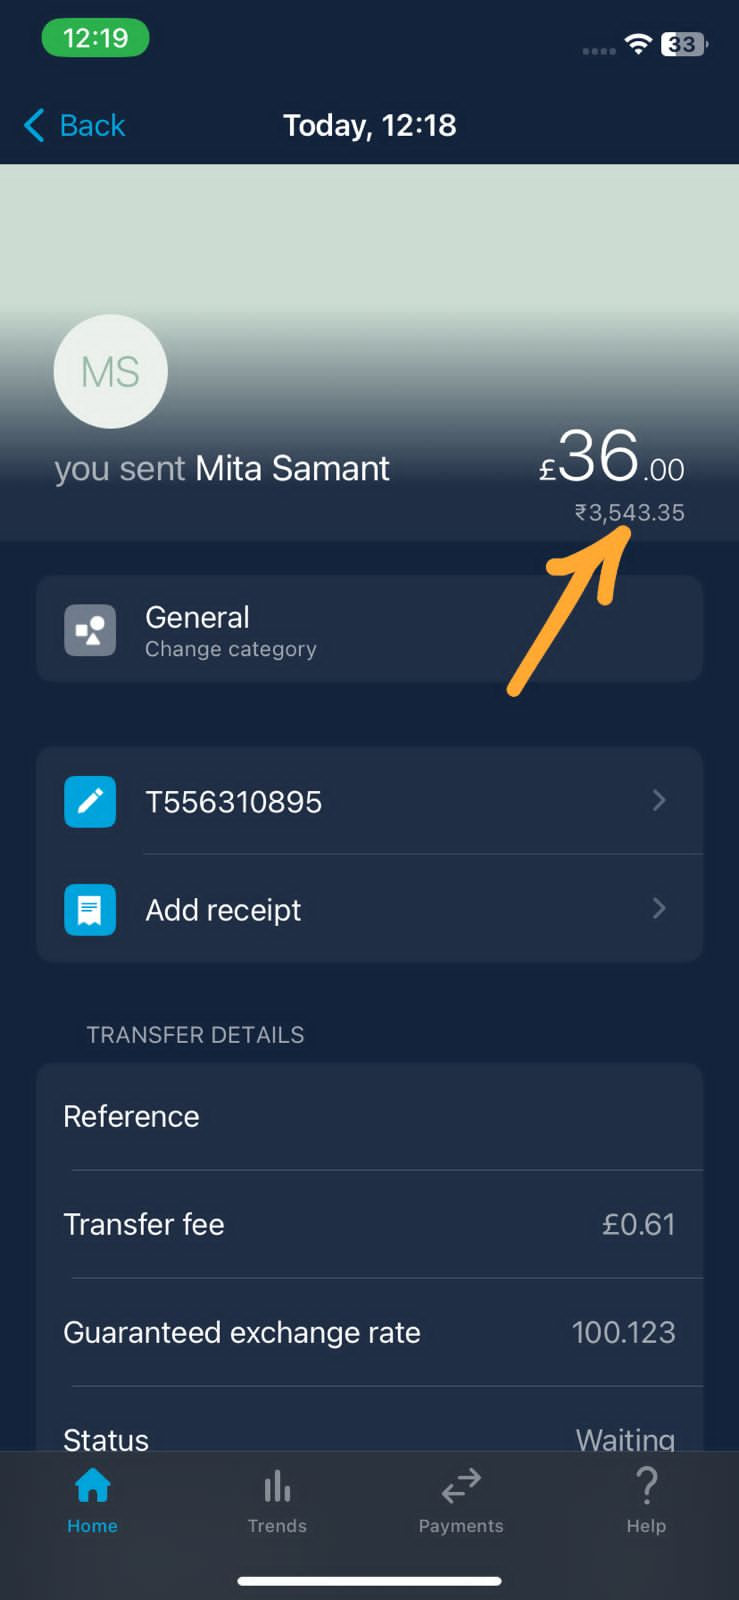 12:19
33
Back
Today, 12:18
MS
you sent Mita Samant
£36.00
₹3,543.35
General
Change category
T556310895
Add receipt
TRANSFER DETAILS
Reference
Transfer fee £0.61
Guaranteed exchange rate 100.123
Status Waiting
Home Trends Payments Help